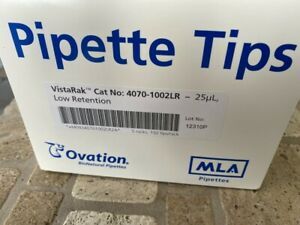 Pipette Tips
VistaRak™ Cat No: 4070-1002LR – 25µL,
Low Retention
Lot No:
12310P
Ovation®
BioNatural Pipettes
MLA
Pipettes